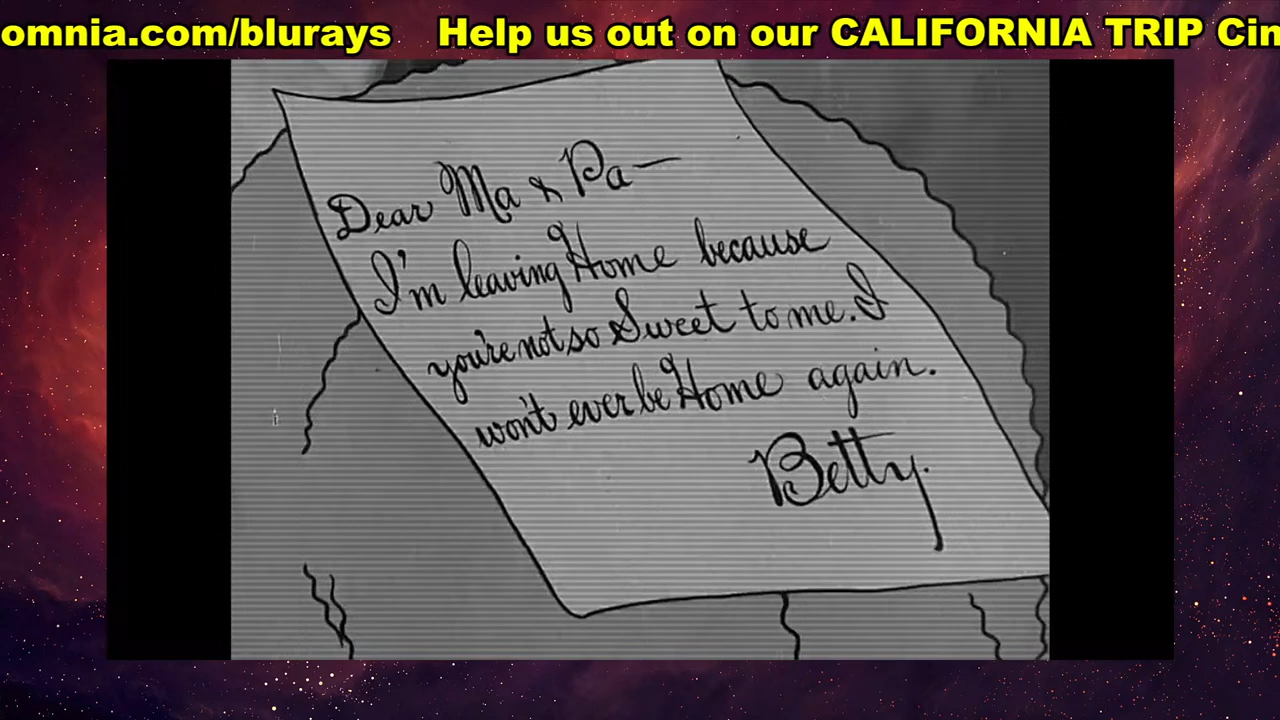 omnia.com/blurays Help us out on our CALIFORNIA TRIP Cin
Dear Ma & Pa—
I'm leaving Home because
you're not so Sweet to me. I
won't ever be Home again.
Betty.